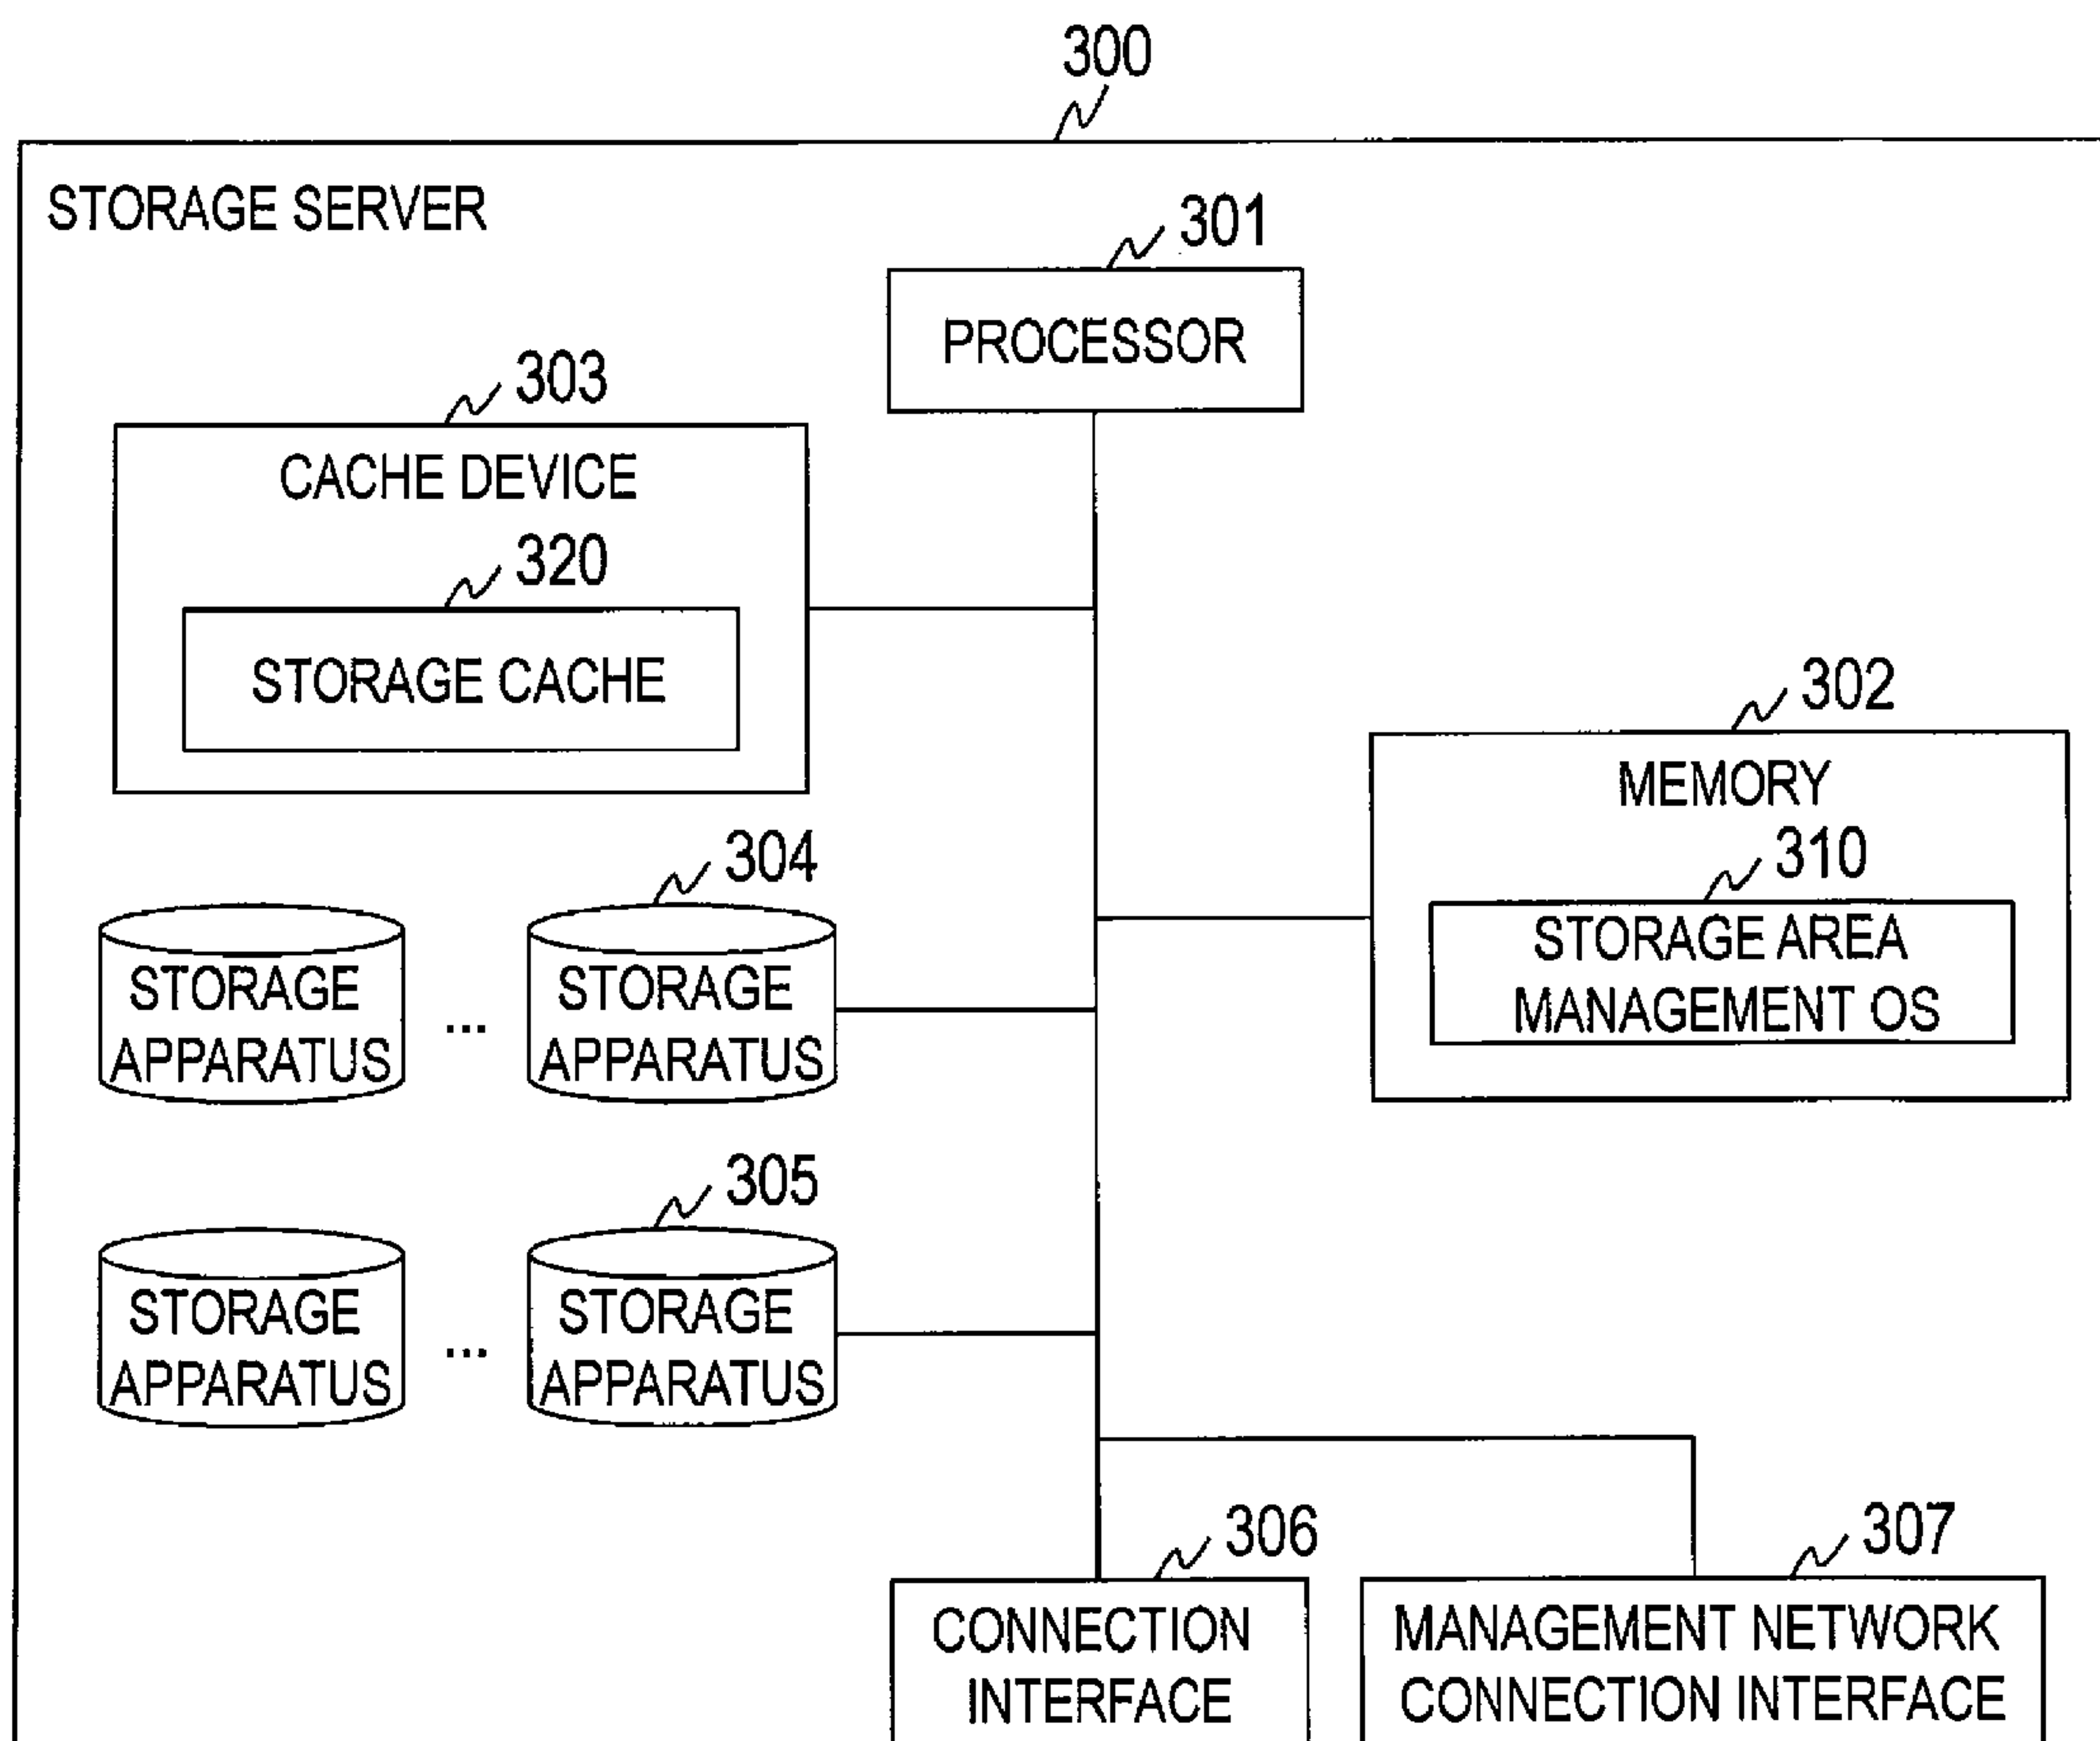 300
STORAGE SERVER
301
PROCESSOR
303
CACHE DEVICE
320
STORAGE CACHE
302
MEMORY
310
STORAGE AREA
MANAGEMENT OS
304
STORAGE
APPARATUS
...
STORAGE
APPARATUS
305
STORAGE
APPARATUS
...
STORAGE
APPARATUS
306
CONNECTION
INTERFACE
307
MANAGEMENT NETWORK
CONNECTION INTERFACE